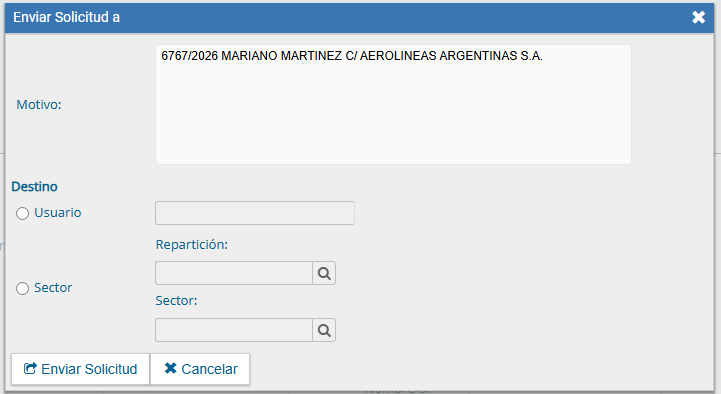 Enviar Solicitud a
6767/2026 MARIANO MARTINEZ C/ AEROLINEAS ARGENTINAS S.A.
Motivo:
Destino
Usuario
Repartición:
Sector
Sector:
Enviar Solicitud
Cancelar